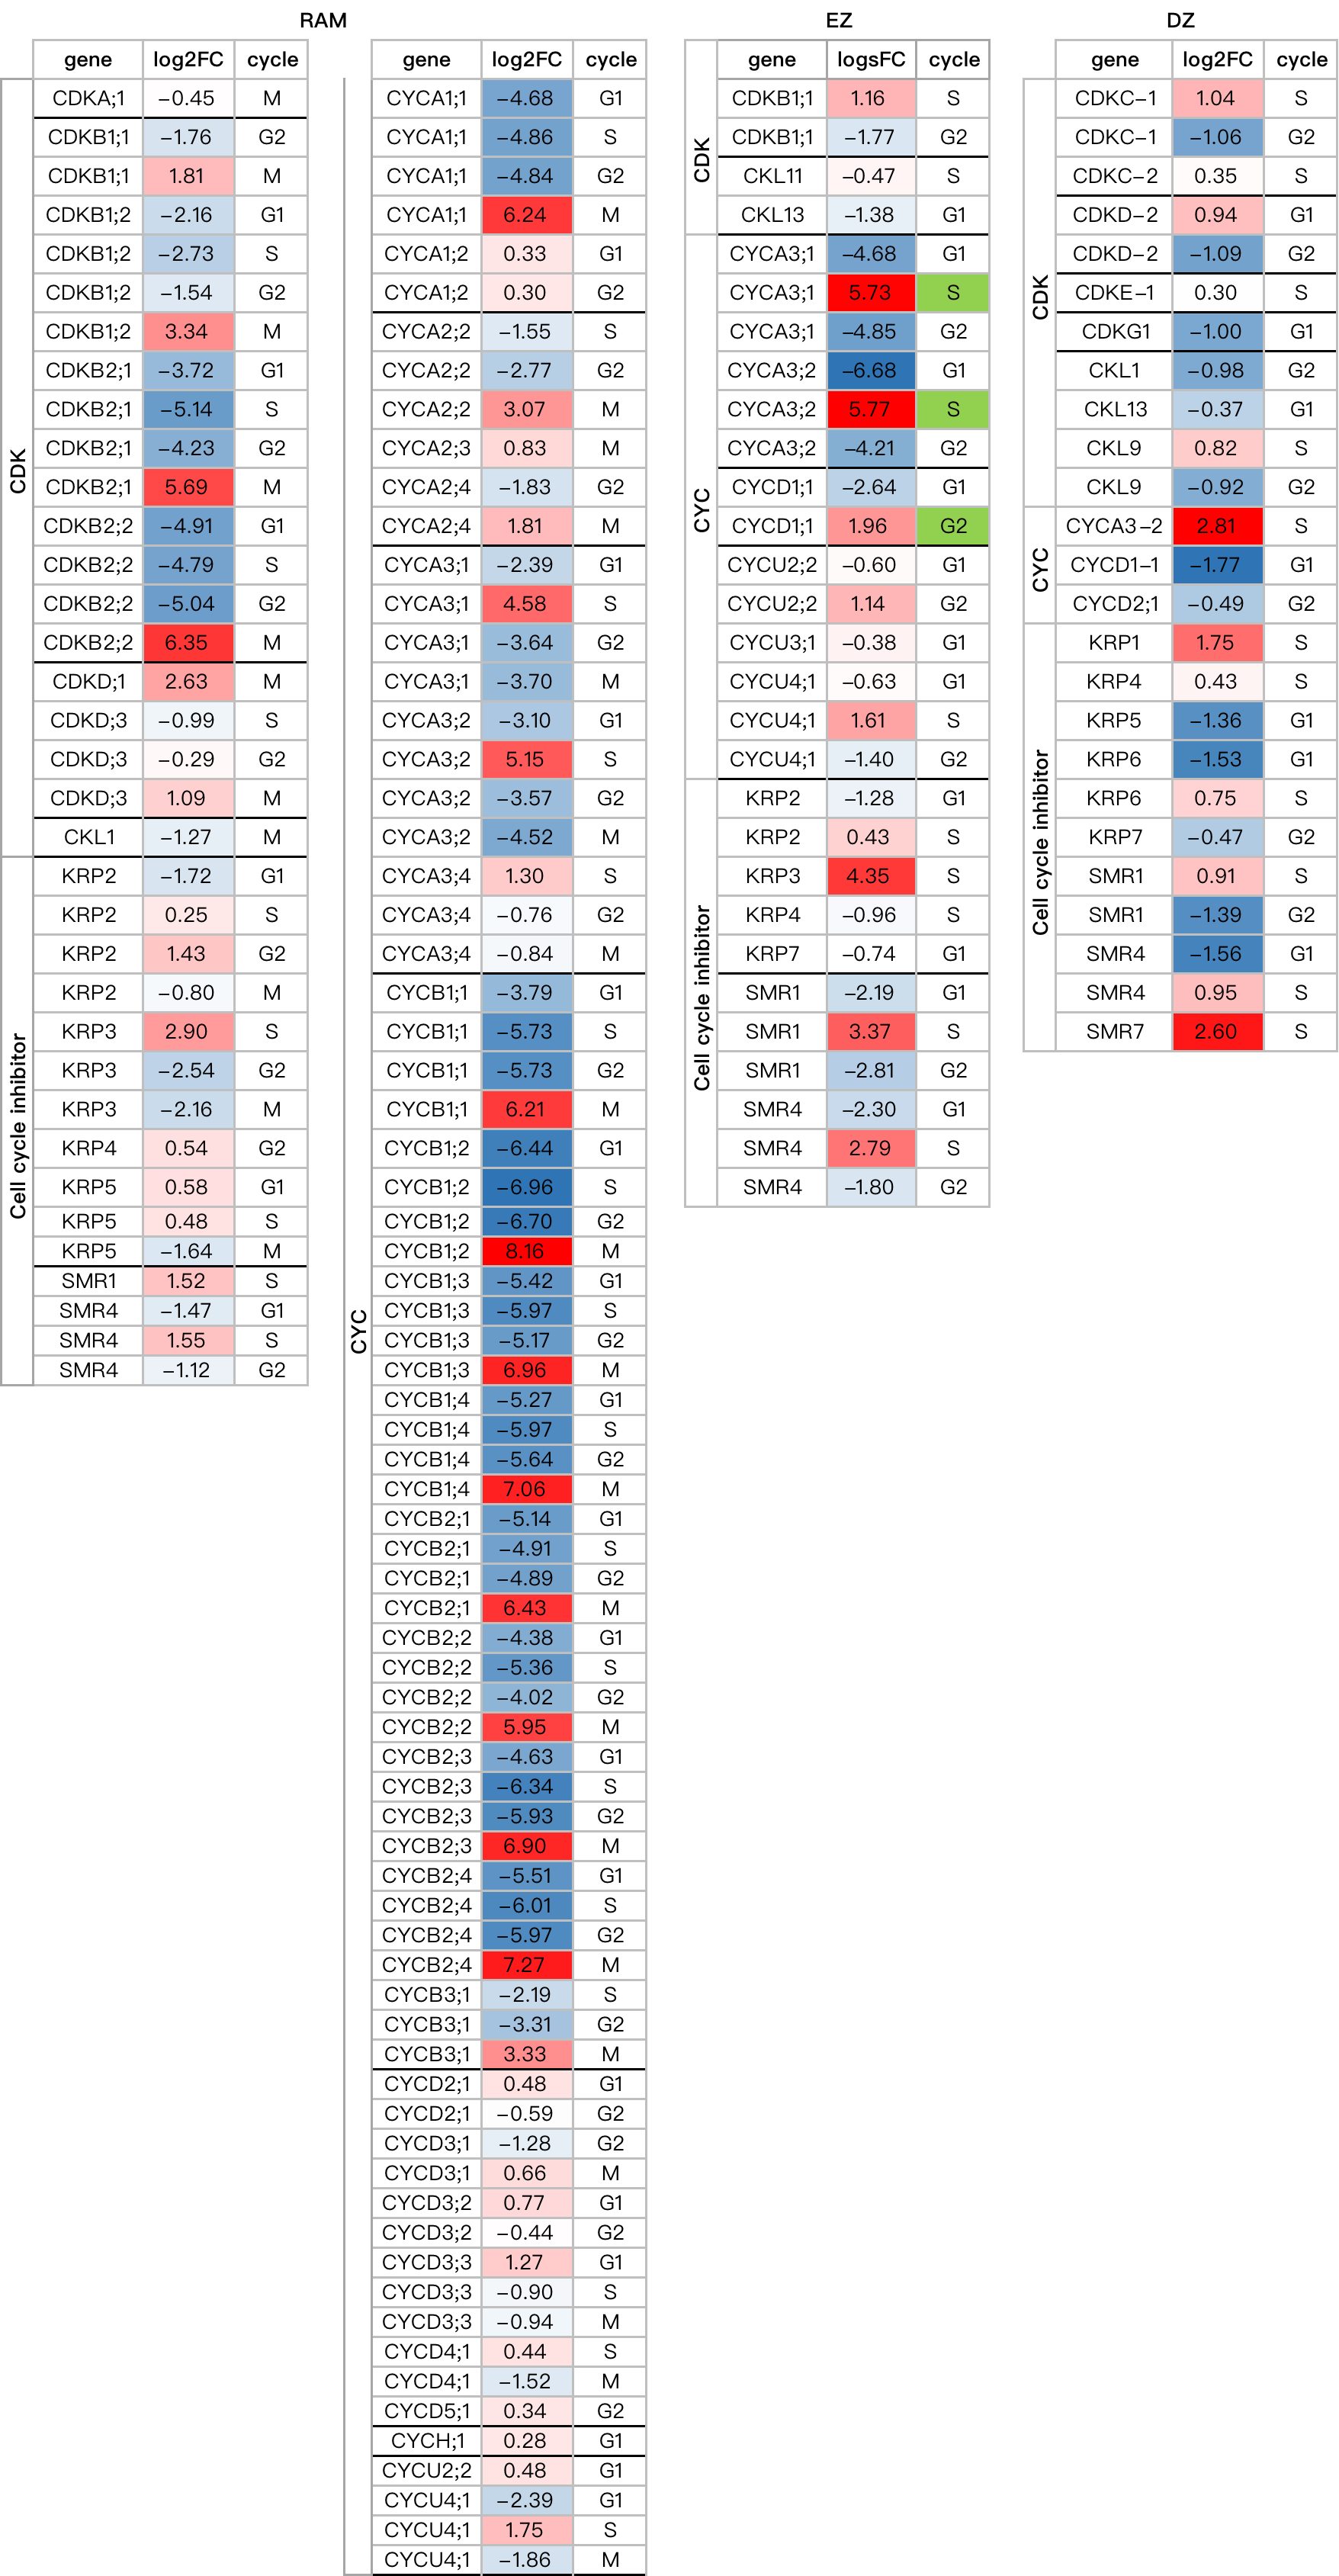 RAM
gene log2FC cycle
CDK
CDKA;1 –0.45 M
CDKB1;1 –1.76 G2
CDKB1;1 1.81 M
CDKB1;2 –2.16 G1
CDKB1;2 –2.73 S
CDKB1;2 –1.54 G2
CDKB1;2 3.34 M
CDKB2;1 –3.72 G1
CDKB2;1 –5.14 S
CDKB2;1 –4.23 G2
CDKB2;1 5.69 M
CDKB2;2 –4.91 G1
CDKB2;2 –4.79 S
CDKB2;2 –5.04 G2
CDKB2;2 6.35 M
CDKD;1 2.63 M
CDKD;3 –0.99 S
CDKD;3 –0.29 G2
CDKD;3 1.09 M
CKL1 –1.27 M
Cell cycle inhibitor
KRP2 –1.72 G1
KRP2 0.25 S
KRP2 1.43 G2
KRP2 –0.80 M
KRP3 2.90 S
KRP3 –2.54 G2
KRP3 –2.16 M
KRP4 0.54 G2
KRP5 0.58 G1
KRP5 0.48 S
KRP5 –1.64 M
SMR1 1.52 S
SMR4 –1.47 G1
SMR4 1.55 S
SMR4 –1.12 G2
gene log2FC cycle
CYC
CYCA1;1 –4.68 G1
CYCA1;1 –4.86 S
CYCA1;1 –4.84 G2
CYCA1;1 6.24 M
CYCA1;2 0.33 G1
CYCA1;2 0.30 G2
CYCA2;2 –1.55 S
CYCA2;2 –2.77 G2
CYCA2;2 3.07 M
CYCA2;3 0.83 M
CYCA2;4 –1.83 G2
CYCA2;4 1.81 M
CYCA3;1 –2.39 G1
CYCA3;1 4.58 S
CYCA3;1 –3.64 G2
CYCA3;1 –3.70 M
CYCA3;2 –3.10 G1
CYCA3;2 5.15 S
CYCA3;2 –3.57 G2
CYCA3;2 –4.52 M
CYCA3;4 1.30 S
CYCA3;4 –0.76 G2
CYCA3;4 –0.84 M
CYCB1;1 –3.79 G1
CYCB1;1 –5.73 S
CYCB1;1 –5.73 G2
CYCB1;1 6.21 M
CYCB1;2 –6.44 G1
CYCB1;2 –6.96 S
CYCB1;2 –6.70 G2
CYCB1;2 8.16 M
CYCB1;3 –5.42 G1
CYCB1;3 –5.97 S
CYCB1;3 –5.17 G2
CYCB1;3 6.96 M
CYCB1;4 –5.27 G1
CYCB1;4 –5.97 S
CYCB1;4 –5.64 G2
CYCB1;4 7.06 M
CYCB2;1 –5.14 G1
CYCB2;1 –4.91 S
CYCB2;1 –4.89 G2
CYCB2;1 6.43 M
CYCB2;2 –4.38 G1
CYCB2;2 –5.36 S
CYCB2;2 –4.02 G2
CYCB2;2 5.95 M
CYCB2;3 –4.63 G1
CYCB2;3 –6.34 S
CYCB2;3 –5.93 G2
CYCB2;3 6.90 M
CYCB2;4 –5.51 G1
CYCB2;4 –6.01 S
CYCB2;4 –5.97 G2
CYCB2;4 7.27 M
CYCB3;1 –2.19 S
CYCB3;1 –3.31 G2
CYCB3;1 3.33 M
CYCD2;1 0.48 G1
CYCD2;1 –0.59 G2
CYCD3;1 –1.28 G2
CYCD3;1 0.66 M
CYCD3;2 0.77 G1
CYCD3;2 –0.44 G2
CYCD3;3 1.27 G1
CYCD3;3 –0.90 S
CYCD3;3 –0.94 M
CYCD4;1 0.44 S
CYCD4;1 –1.52 M
CYCD5;1 0.34 G2
CYCH;1 0.28 G1
CYCU2;2 0.48 G1
CYCU4;1 –2.39 G1
CYCU4;1 1.75 S
CYCU4;1 –1.86 M
EZ
gene logsFC cycle
CDK
CDKB1;1 1.16 S
CDKB1;1 –1.77 G2
CKL11 –0.47 S
CKL13 –1.38 G1
CYC
CYCA3;1 –4.68 G1
CYCA3;1 5.73 S
CYCA3;1 –4.85 G2
CYCA3;2 –6.68 G1
CYCA3;2 5.77 S
CYCA3;2 –4.21 G2
CYCD1;1 –2.64 G1
CYCD1;1 1.96 G2
CYCU2;2 –0.60 G1
CYCU2;2 1.14 G2
CYCU3;1 –0.38 G1
CYCU4;1 –0.63 G1
CYCU4;1 1.61 S
CYCU4;1 –1.40 G2
Cell cycle inhibitor
KRP2 –1.28 G1
KRP2 0.43 S
KRP3 4.35 S
KRP4 –0.96 S
KRP7 –0.74 G1
SMR1 –2.19 G1
SMR1 3.37 S
SMR1 –2.81 G2
SMR4 –2.30 G1
SMR4 2.79 S
SMR4 –1.80 G2
DZ
gene log2FC cycle
CDK
CDKC–1 1.04 S
CDKC–1 –1.06 G2
CDKC–2 0.35 S
CDKD–2 0.94 G1
CDKD–2 –1.09 G2
CDKE–1 0.30 S
CDKG1 –1.00 G1
CKL1 –0.98 G2
CKL13 –0.37 G1
CKL9 0.82 S
CKL9 –0.92 G2
CYC
CYCA3–2 2.81 S
CYCD1–1 –1.77 G1
CYCD2;1 –0.49 G2
Cell cycle inhibitor
KRP1 1.75 S
KRP4 0.43 S
KRP5 –1.36 G1
KRP6 –1.53 G1
KRP6 0.75 S
KRP7 –0.47 G2
SMR1 0.91 S
SMR1 –1.39 G2
SMR4 –1.56 G1
SMR4 0.95 S
SMR7 2.60 S